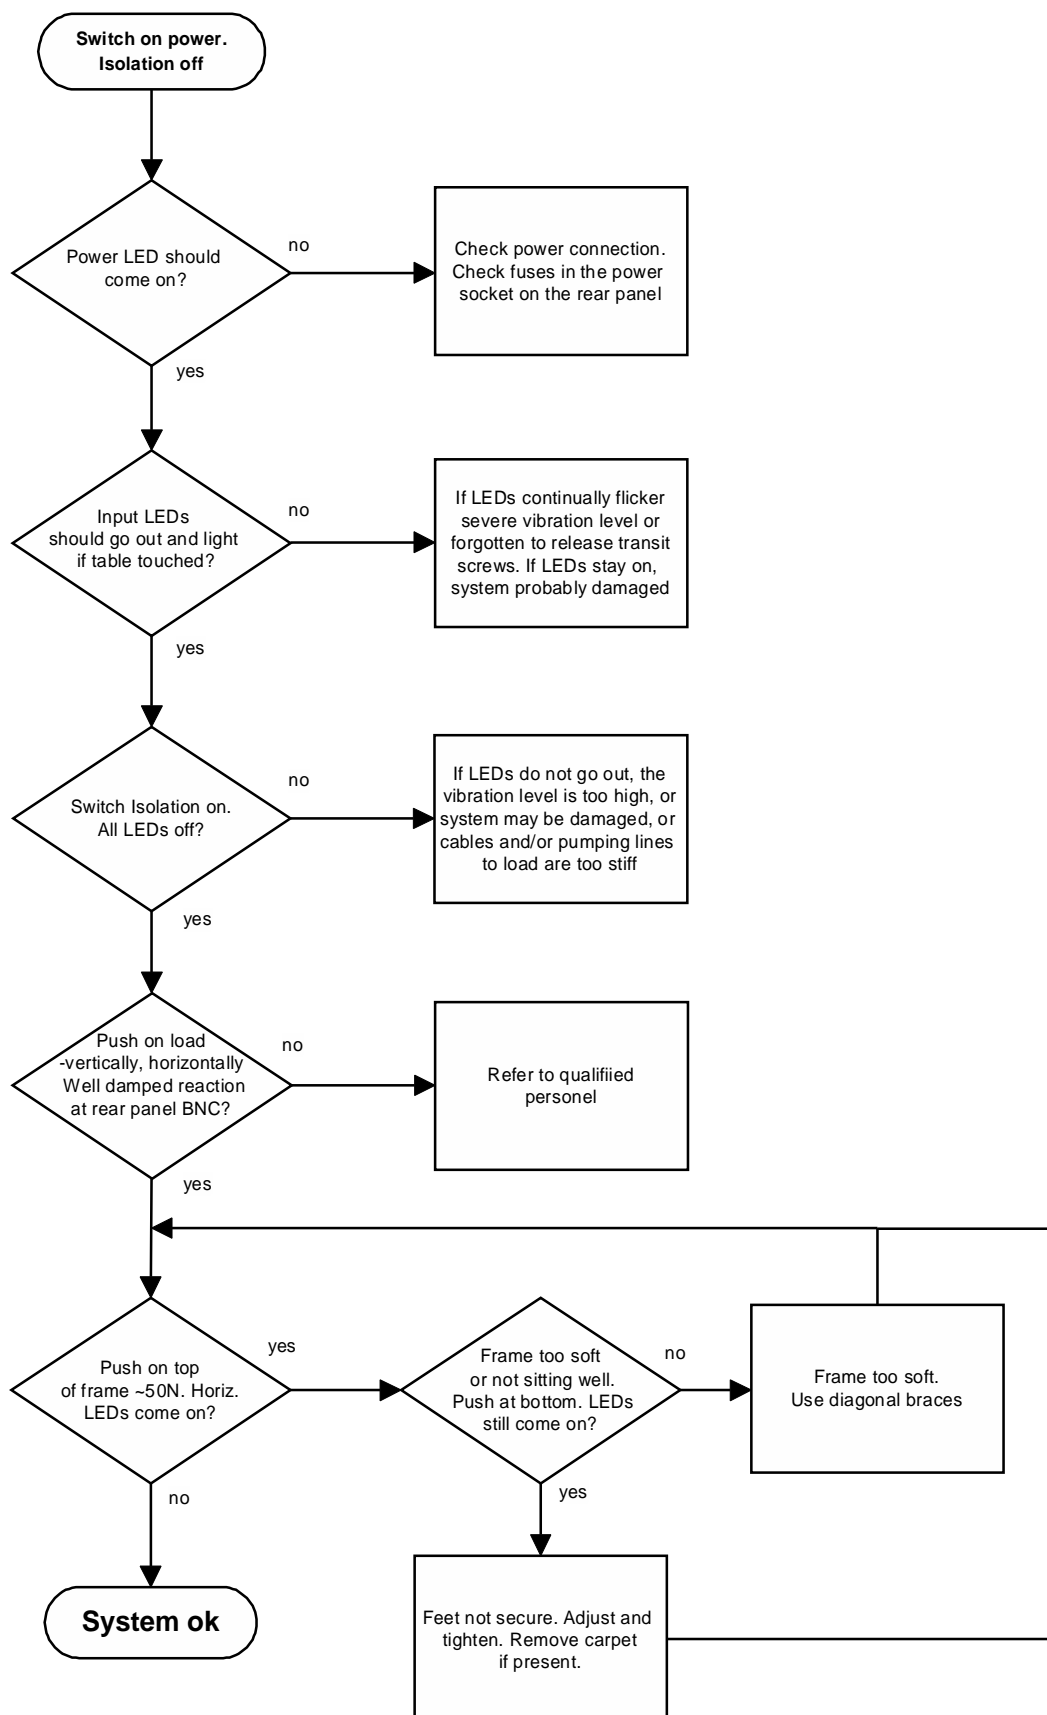 Switch on power.
Isolation off
Power LED should
come on?
no
Check power connection.
Check fuses in the power
socket on the rear panel
yes
Input LEDs
should go out and light
if table touched?
no
If LEDs continually flicker
severe vibration level or
forgotten to release transit
screws. If LEDs stay on,
system probably damaged
yes
Switch Isolation on.
All LEDs off?
no
If LEDs do not go out, the
vibration level is too high, or
system may be damaged, or
cables and/or pumping lines
to load are too stiff
yes
Push on load
-vertically, horizontally
Well damped reaction
at rear panel BNC?
no
Refer to qualifiied
personel
yes
Push on top
of frame ~50N. Horiz.
LEDs come on?
yes
Frame too soft
or not sitting well.
Push at bottom. LEDs
still come on?
no
Frame too soft.
Use diagonal braces
no
yes
System ok
Feet not secure. Adjust and
tighten. Remove carpet
if present.